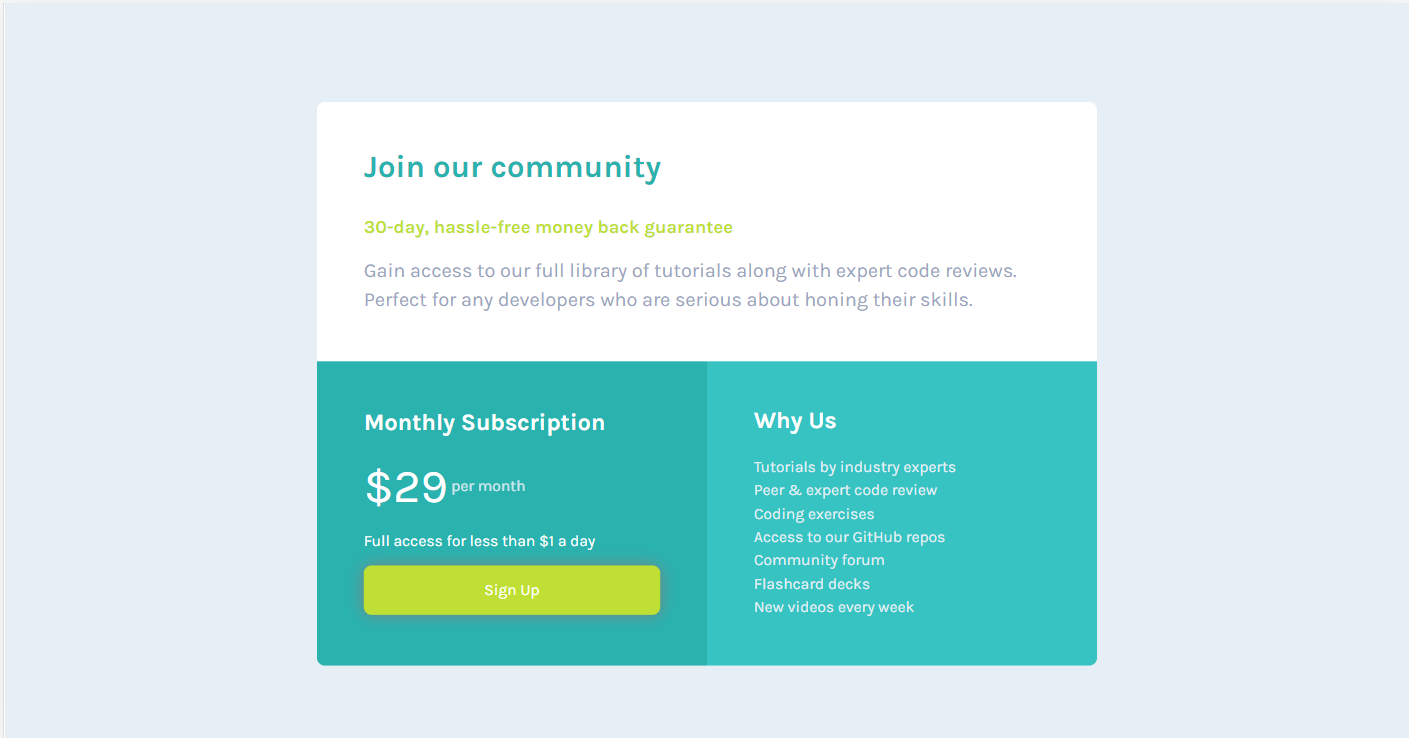 Join our community
30-day, hassle-free money back guarantee
Gain access to our full library of tutorials along with expert code reviews.
Perfect for any developers who are serious about honing their skills.
Monthly Subscription
$29 per month
Full access for less than $1 a day
Sign Up
Why Us
Tutorials by industry experts
Peer & expert code review
Coding exercises
Access to our GitHub repos
Community forum
Flashcard decks
New videos every week